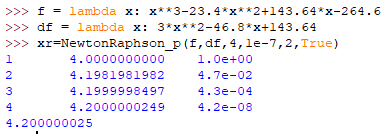 >>> f = lambda x: x**3-23.4*x**2+143.64*x-264.6
>>> df = lambda x: 3*x**2-46.8*x+143.64
>>> xr=NewtonRaphson_p(f,df,4,1e-7,2,True)
1 4.0000000000 1.0e+00
2 4.1981981982 4.7e-02
3 4.1999998497 4.3e-04
4 4.2000000249 4.2e-08
4.200000025